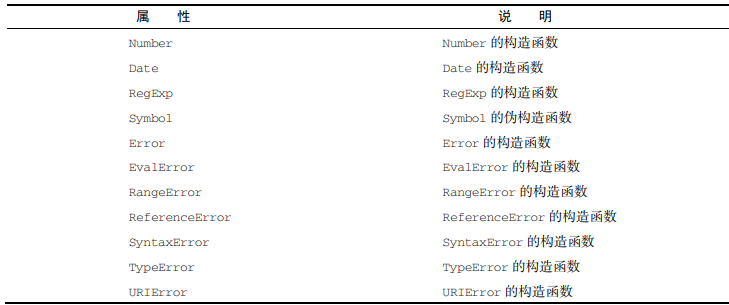 属 性 说 明
Number Number 的构造函数
Date Date 的构造函数
RegExp RegExp 的构造函数
Symbol Symbol 的伪构造函数
Error Error 的构造函数
EvalError EvalError 的构造函数
RangeError RangeError 的构造函数
ReferenceError ReferenceError 的构造函数
SyntaxError SyntaxError 的构造函数
TypeError TypeError 的构造函数
URIError URIError 的构造函数